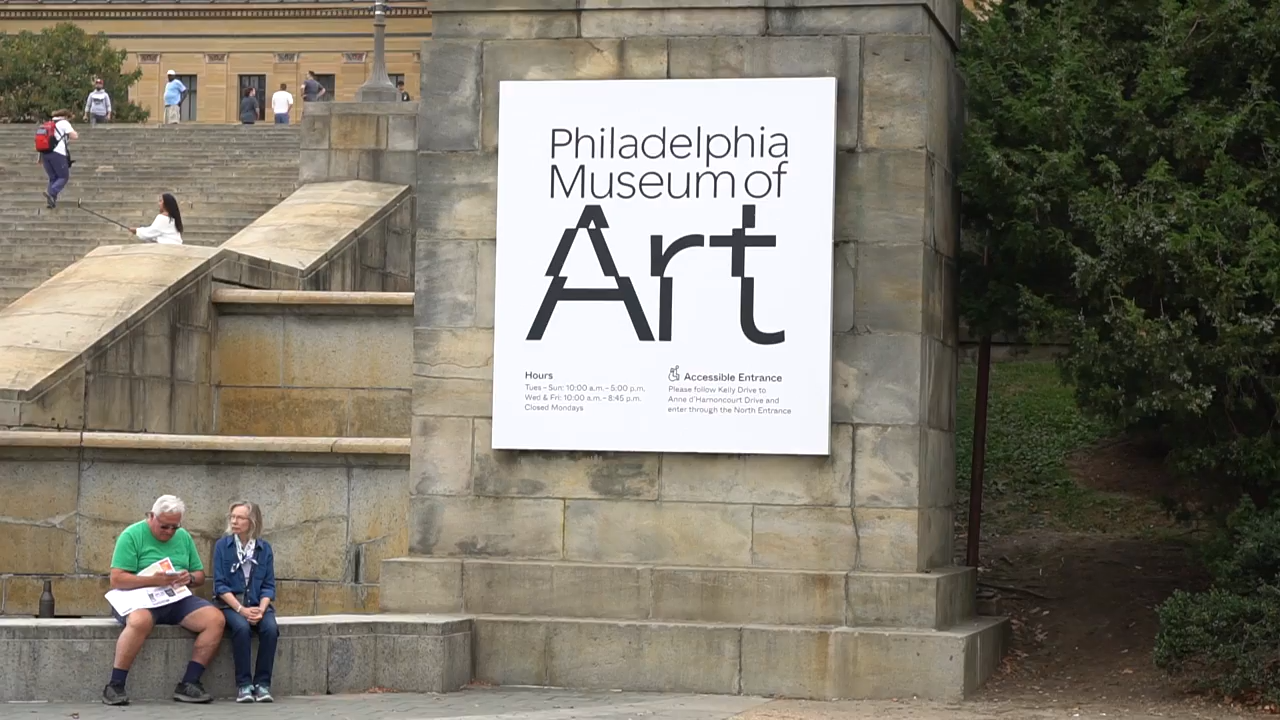 Philadelphia
Museum of
Art
Hours
Tues – Sun: 10:00 a.m. – 5:00 p.m.
Wed & Fri: 10:00 a.m. – 8:45 p.m.
Closed Mondays
Accessible Entrance
Please follow Kelly Drive to
Anne d'Harnoncourt Drive and
enter through the North Entrance